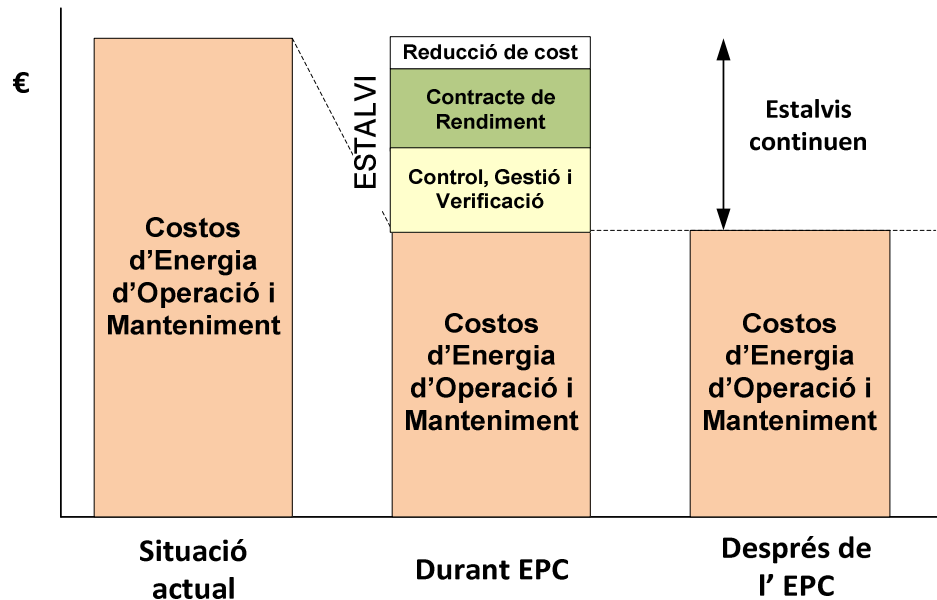 €
Costos
d’Energia
d’Operació i
Manteniment
Situació
actual
ESTALVI
Reducció de cost
Contracte de
Rendiment
Control, Gestió i
Verificació
Costos
d’Energia
d’Operació i
Manteniment
Durant EPC
Estalvis
continuen
Costos
d’Energia
d’Operació i
Manteniment
Després de
l’ EPC